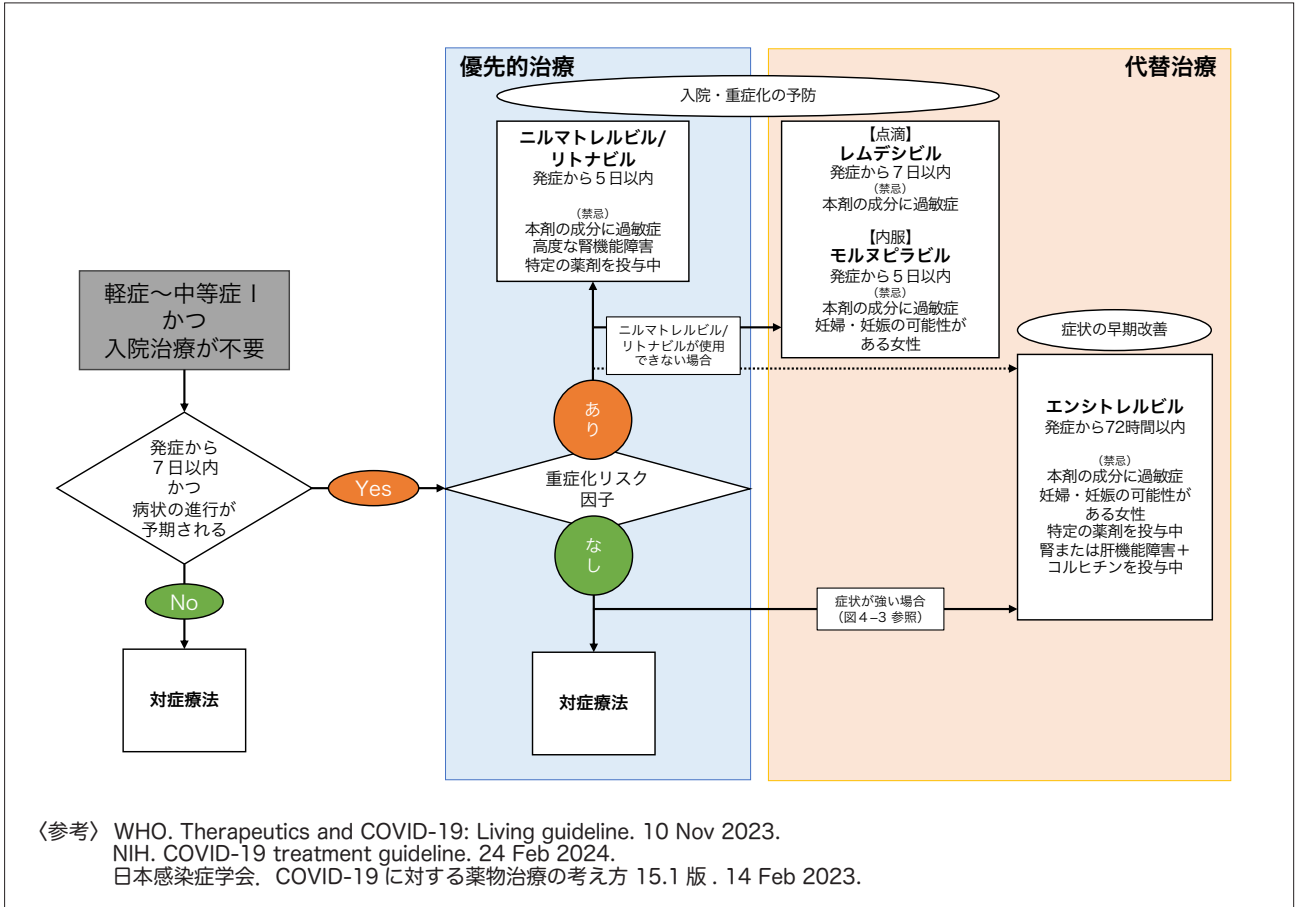 優先的治療
代替治療
入院・重症化の予防
ニルマトレルビル/
リトナビル
発症から5日以内
（禁忌）
本剤の成分に過敏症
高度な腎機能障害
特定の薬剤を投与中
【点滴】
レムデシビル
発症から7日以内
（禁忌）
本剤の成分に過敏症
【内服】
モルヌピラビル
発症から5日以内
（禁忌）
本剤の成分に過敏症
妊婦・妊娠の可能性が
ある女性
軽症～中等症Ⅰ
かつ
入院治療が不要
ニルマトレルビル/
リトナビルが使用
できない場合
症状の早期改善
エンシトレルビル
発症から72時間以内
（禁忌）
本剤の成分に過敏症
妊婦・妊娠の可能性が
ある女性
特定の薬剤を投与中
腎または肝機能障害＋
コルヒチンを投与中
発症から
7日以内
かつ
病状の進行が
予期される
Yes
あり
重症化リスク
因子
なし
No
症状が強い場合
（図4–3 参照）
対症療法
対症療法
〈参考〉WHO. Therapeutics and COVID-19: Living guideline. 10 Nov 2023.
NIH. COVID-19 treatment guideline. 24 Feb 2024.
日本感染症学会．COVID-19 に対する薬物治療の考え方 15.1 版 . 14 Feb 2023.